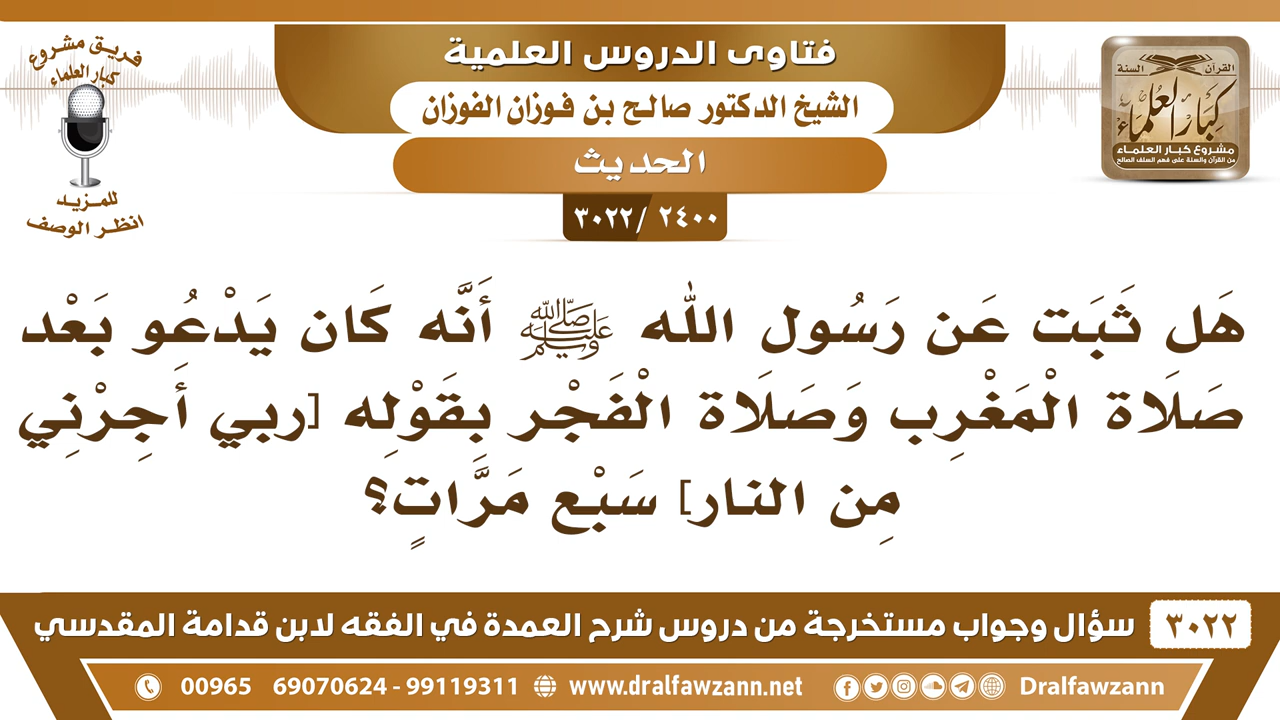 فتاوى الدروس العلمية
الشيخ الدكتور صالح بن فوزان الفوزان
الحديث
٢٤٠٠ / ٣٠٢٢
فريق مشروع
كبار العلماء
للمزيد
انظر الوصف
القرآن السنة
كبار العلماء
مشروع كبار العلماء
من القرآن والسنة على فهم السلف الصالح
هَل ثَبَت عَن رَسُول الله ﷺ أَنَّه كَان يَدْعُو بَعْد
صَلَاة الْمَغْرِب وَصَلَاة الْفَجْر بِقَوْلِه [ربي أَجِرْنِي
مِن النار] سَبْع مَرَّاتٍ؟
سؤال وجواب مستخرجة من دروس شرح العمدة في الفقه لابن قدامة المقدسي
٣٠٢٢
00965 69070624 - 99119311 www.dralfawzann.net Dralfawzann